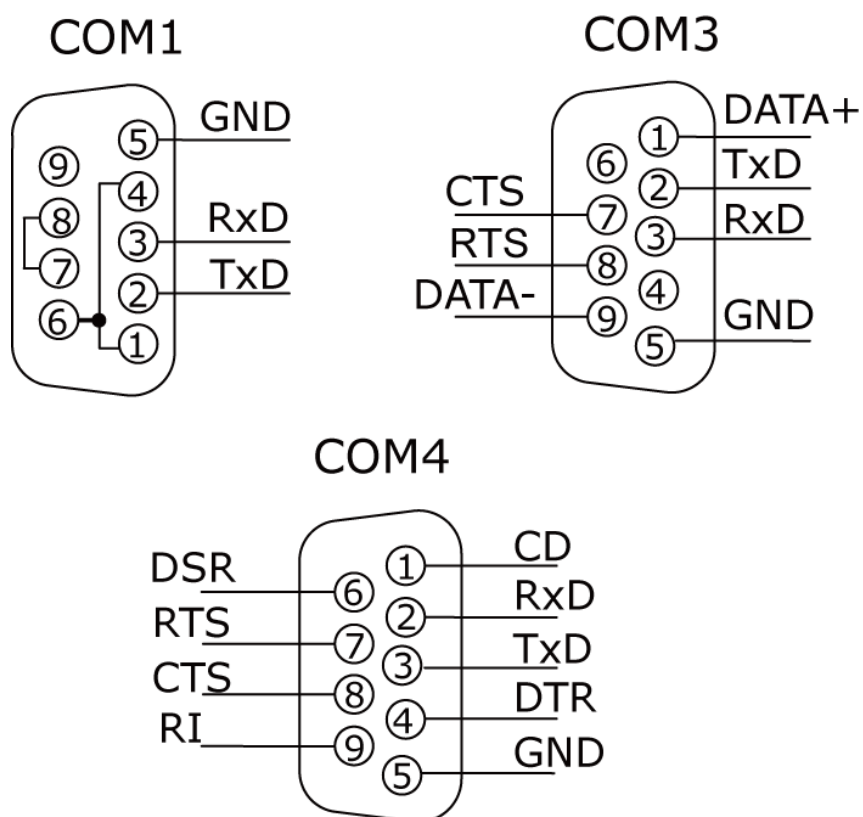 COM1
GND
RxD
TxD
5
9
4
8
3
7
2
6
1
COM3
DATA+
TxD
RxD
GND
CTS
RTS
DATA-
1
6
2
7
3
8
4
9
5
COM4
DSR
RTS
CTS
RI
CD
RxD
TxD
DTR
GND
1
6
2
7
3
8
4
9
5